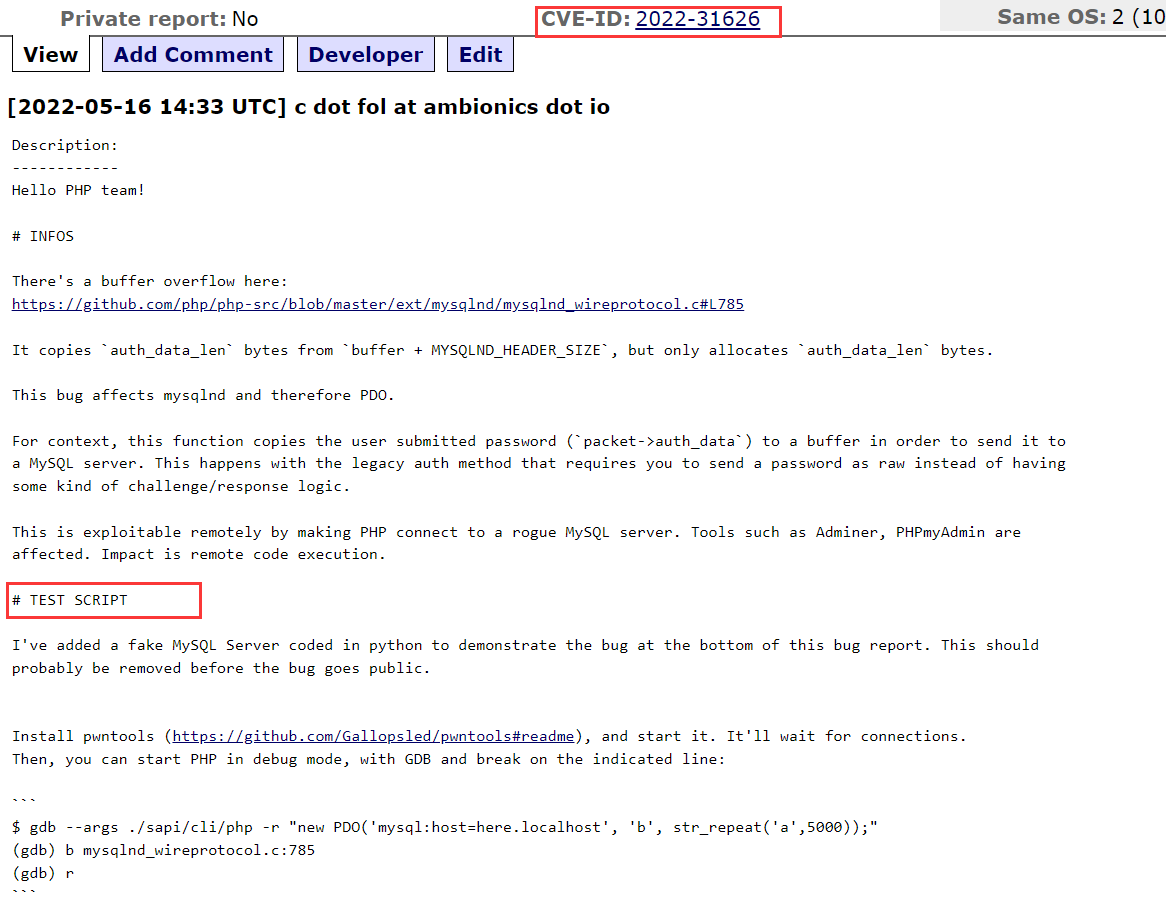 Private report: No CVE-ID: 2022-31626 Same OS: 2 (10
View Add Comment Developer Edit
[2022-05-16 14:33 UTC] c dot fol at ambionics dot io
Description:
------------
Hello PHP team!
# INFOS
There's a buffer overflow here:
https://github.com/php/php-src/blob/master/ext/mysqlnd/mysqlnd_wireprotocol.c#L785
It copies `auth_data_len` bytes from `buffer + MYSQLND_HEADER_SIZE`, but only allocates `auth_data_len` bytes.
This bug affects mysqlnd and therefore PDO.
For context, this function copies the user submitted password (`packet->auth_data`) to a buffer in order to send it to
a MySQL server. This happens with the legacy auth method that requires you to send a password as raw instead of having
some kind of challenge/response logic.
This is exploitable remotely by making PHP connect to a rogue MySQL server. Tools such as Adminer, PHPmyAdmin are
affected. Impact is remote code execution.
# TEST SCRIPT
I've added a fake MySQL Server coded in python to demonstrate the bug at the bottom of this bug report. This should
probably be removed before the bug goes public.
Install pwntools (https://github.com/Gallopsled/pwntools#readme), and start it. It'll wait for connections.
Then, you can start PHP in debug mode, with GDB and break on the indicated line:
```
$ gdb --args ./sapi/cli/php -r "new PDO('mysql:host=here.localhost', 'b', str_repeat('a',5000));"
(gdb) b mysqlnd_wireprotocol.c:785
(gdb) r
```